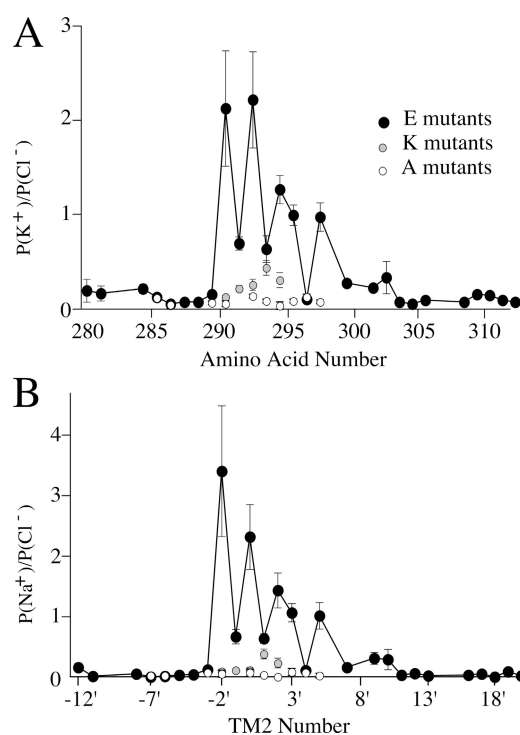 A
3
2
1
0
P(K⁺)/P(Cl⁻)
E mutants
K mutants
A mutants
280 285 290 295 300 305 310
Amino Acid Number
B
4
3
2
1
0
P(Na⁺)/P(Cl⁻)
-12' -7' -2' 3' 8' 13' 18'
TM2 Number